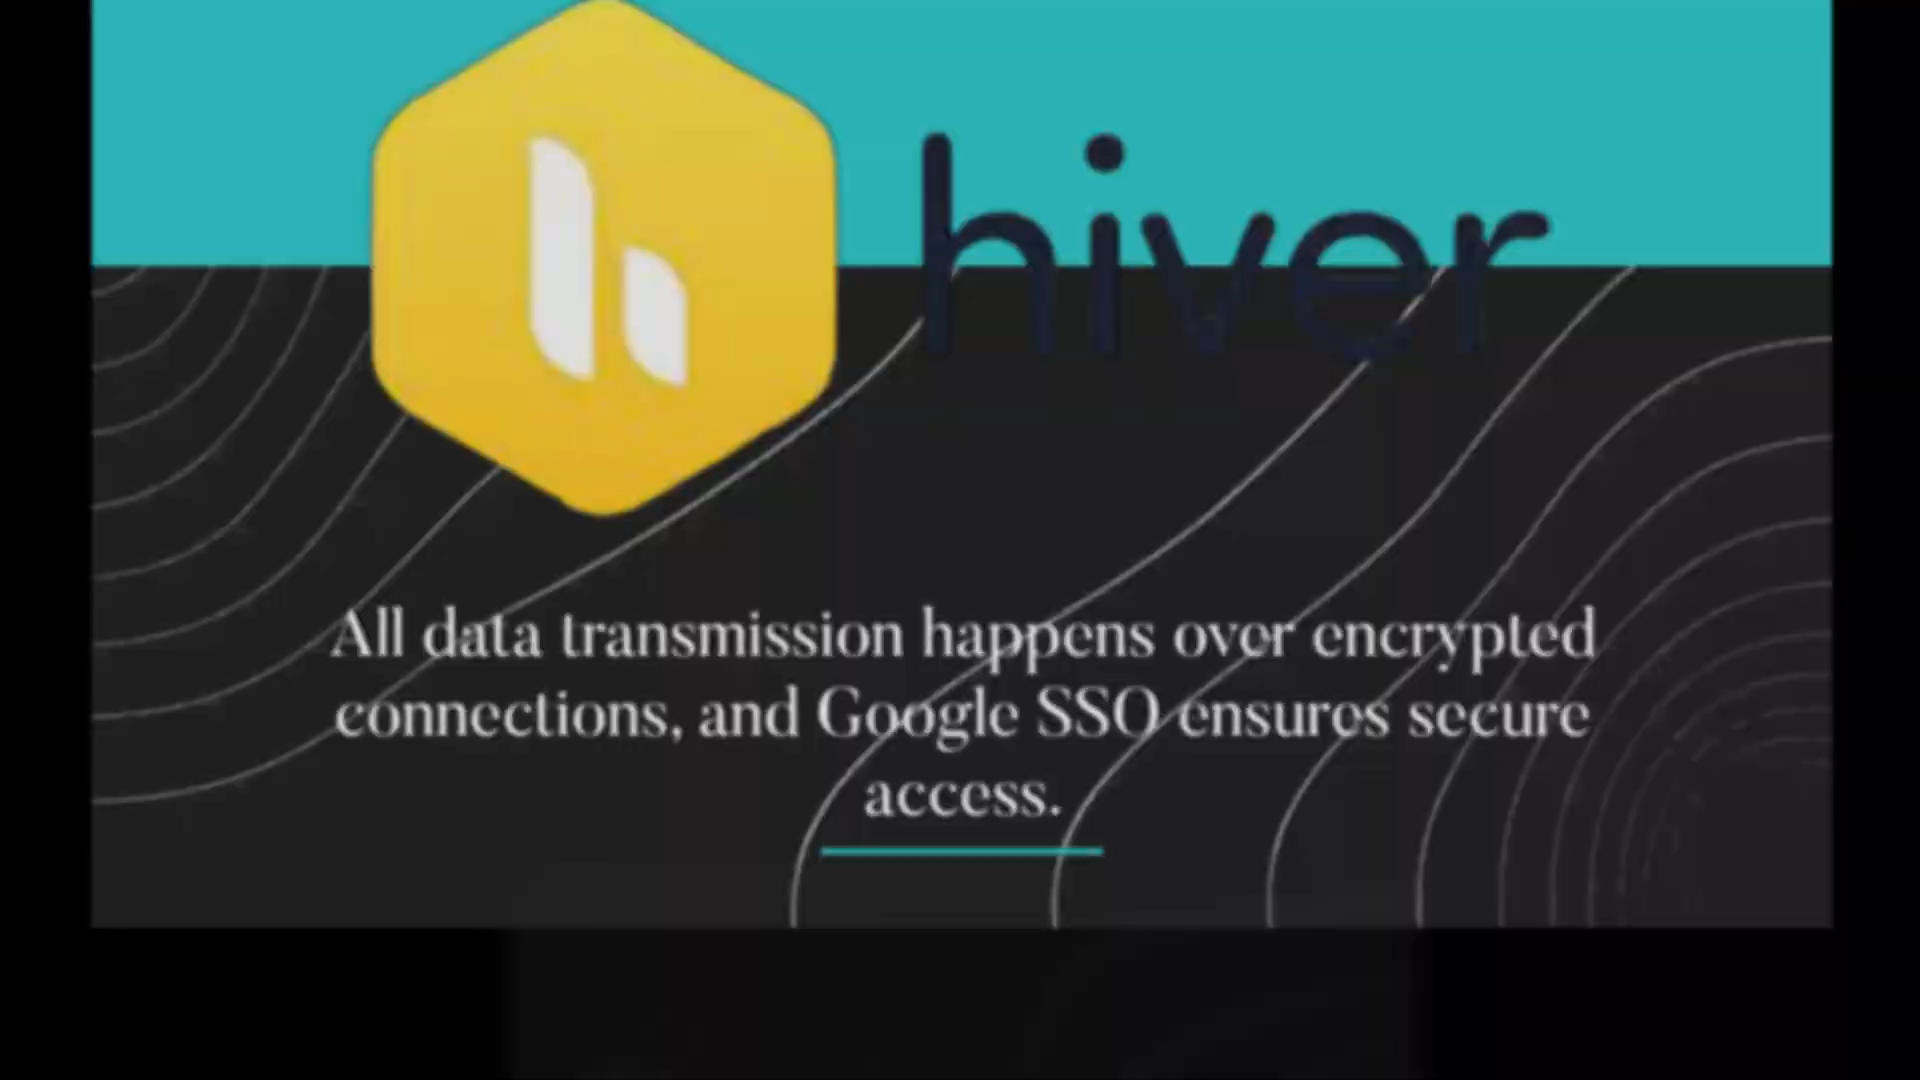 hiver
All data transmission happens over encrypted
connections, and Google SSO ensures secure
access.